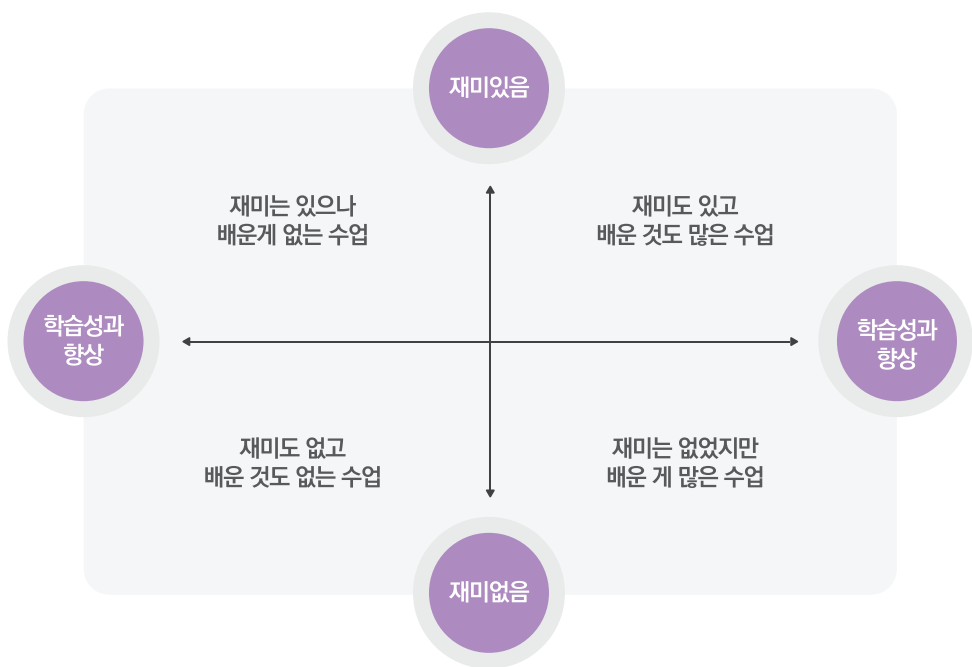 재미있음
재미는 있으나
배운게 없는 수업
재미도 있고
배운 것도 많은 수업
학습성과
향상
학습성과
향상
재미도 없고
배운 것도 없는 수업
재미는 없었지만
배운 게 많은 수업
재미없음